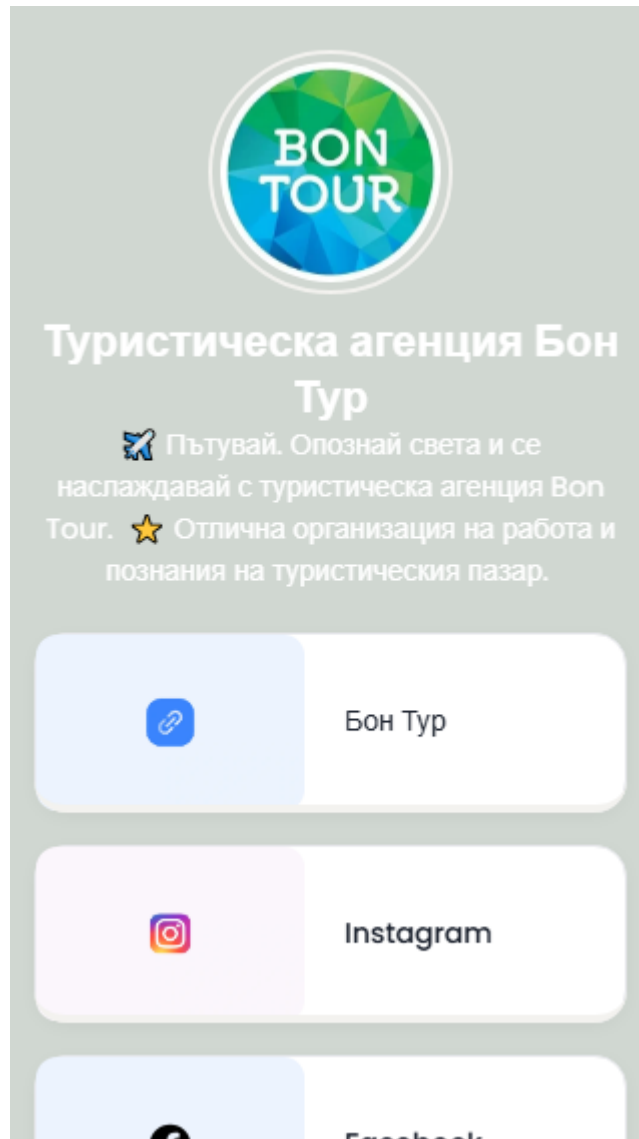 BON
TOUR
Туристическа агенция Бон
Тур
✈️ Пътувай. Опознай света и се
наслаждавай с туристическа агенция Bon
Tour. ⭐ Отлична организация на работа и
познания на туристическия пазар.
Бон Тур
Instagram
Facebook